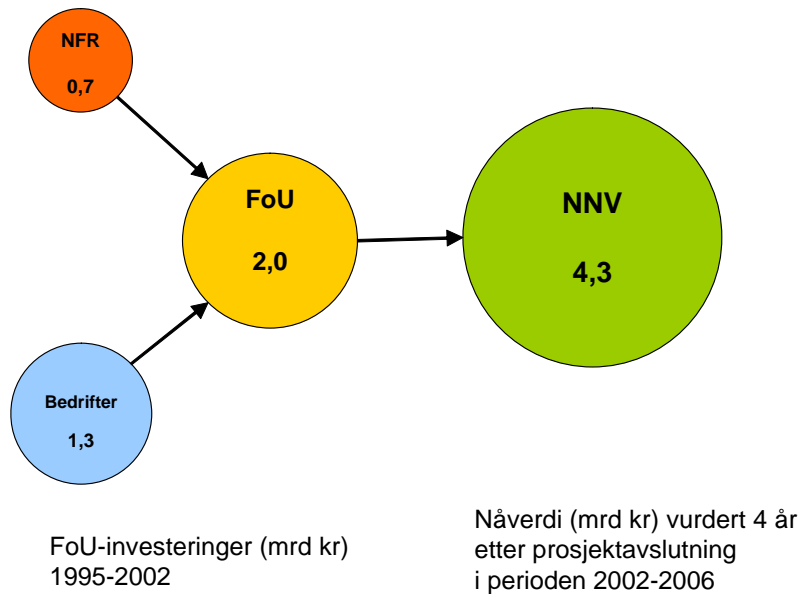 NFR
0,7
FoU
2,0
NNV
4,3
Bedrifter
1,3
FoU-investeringer (mrd kr)
1995-2002
Nåverdi (mrd kr) vurdert 4 år
etter prosjektavslutning
i perioden 2002-2006